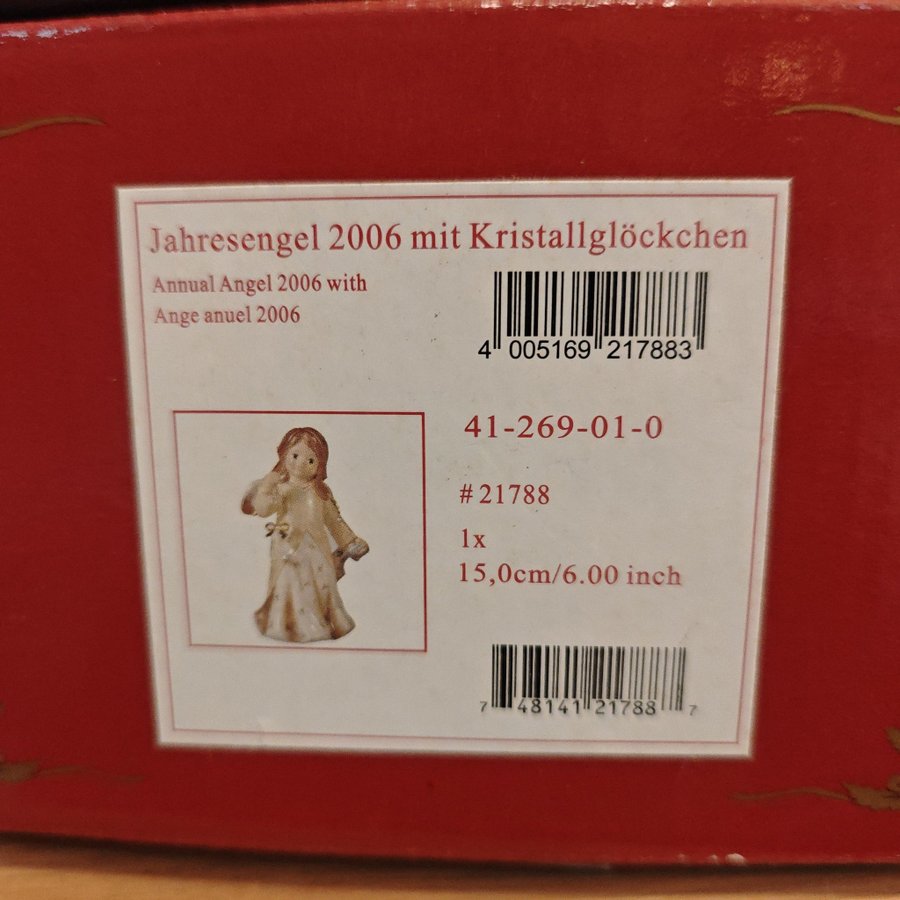 Jahresengel 2006 mit Kristallglöckchen
Annual Angel 2006 with
Ange anuel 2006
4 005169 217883
41-269-01-0
# 21788
1x
15,0cm/6.00 inch
7 48141 21788 7